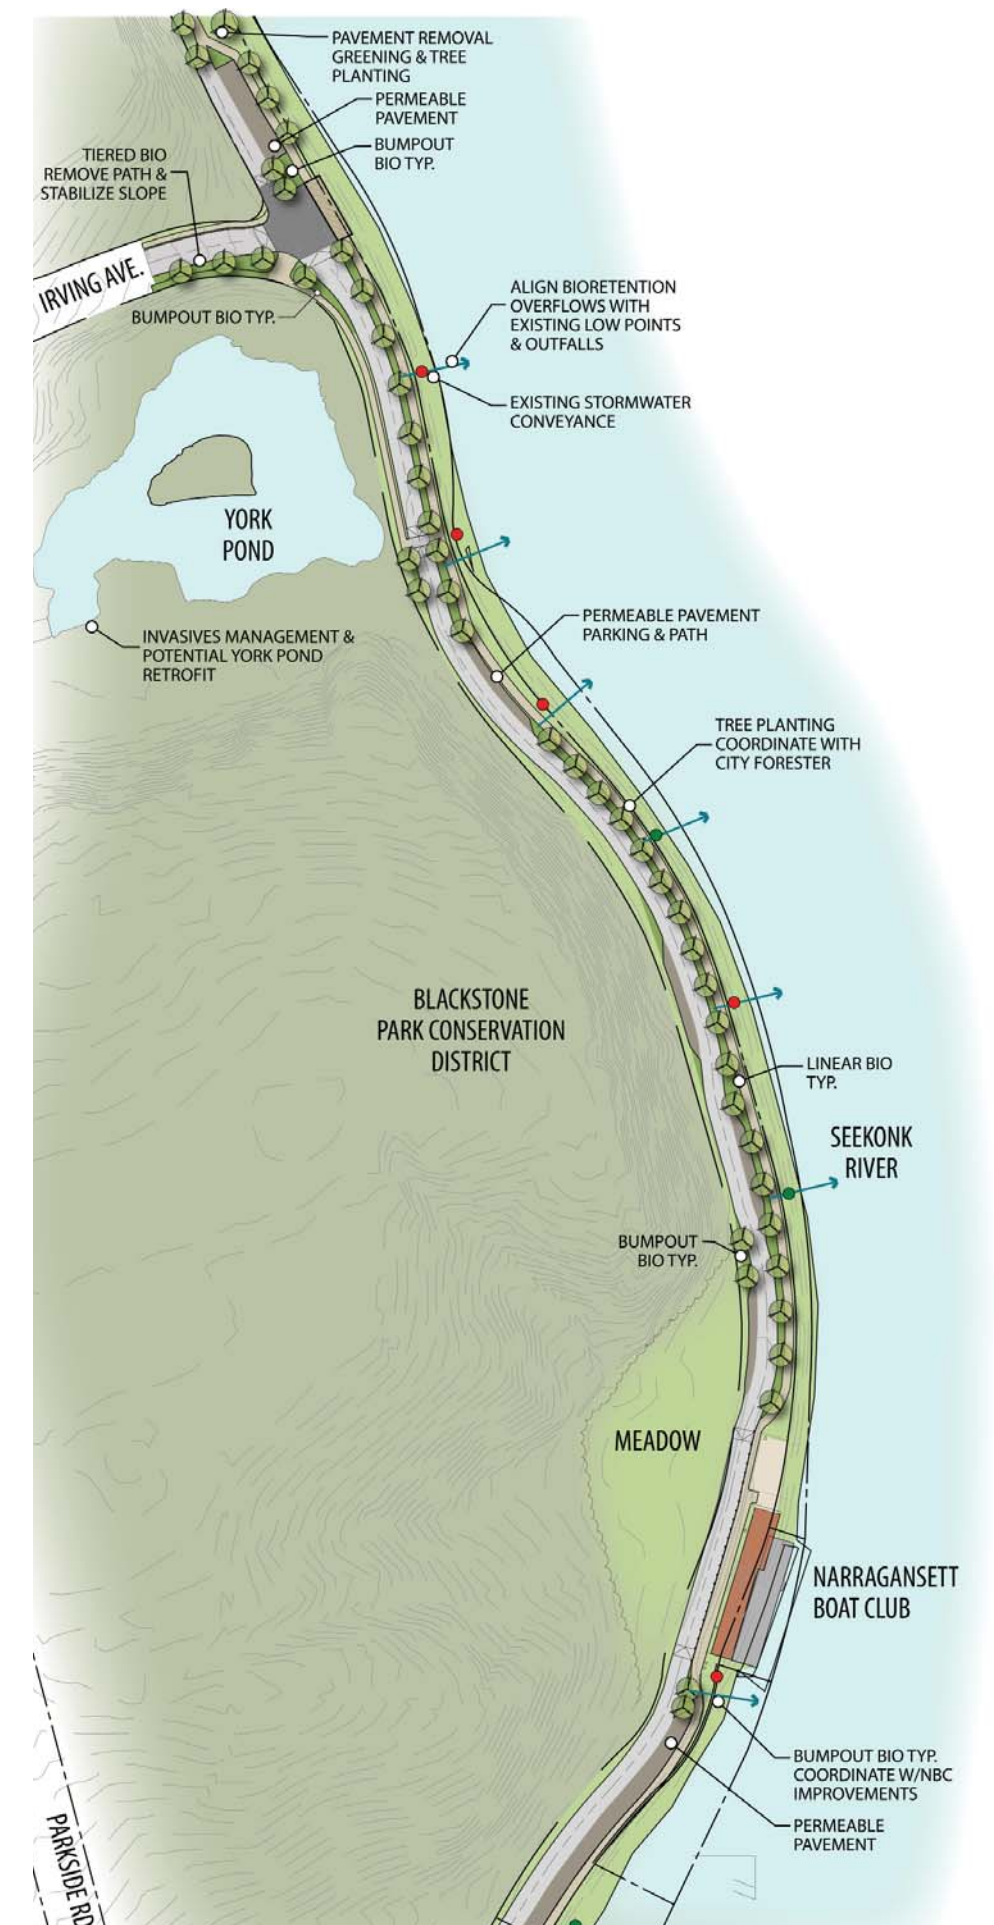 PAVEMENT REMOVAL
GREENING & TREE
PLANTING
PERMEABLE
PAVEMENT
BUMPOUT
BIO TYP.
TIERED BIO
REMOVE PATH &
STABILIZE SLOPE
IRVING AVE.
BUMPOUT BIO TYP.
ALIGN BIORETENTION
OVERFLOWS WITH
EXISTING LOW POINTS
& OUTFALLS
EXISTING STORMWATER
CONVEYANCE
YORK
POND
INVASIVES MANAGEMENT &
POTENTIAL YORK POND
RETROFIT
PERMEABLE PAVEMENT
PARKING & PATH
TREE PLANTING
COORDINATE WITH
CITY FORESTER
BLACKSTONE
PARK CONSERVATION
DISTRICT
LINEAR BIO
TYP.
SEEKONK
RIVER
BUMPOUT
BIO TYP.
MEADOW
NARRAGANSETT
BOAT CLUB
BUMPOUT BIO TYP.
COORDINATE W/NBC
IMPROVEMENTS
PERMEABLE
PAVEMENT
PARKSIDE RD